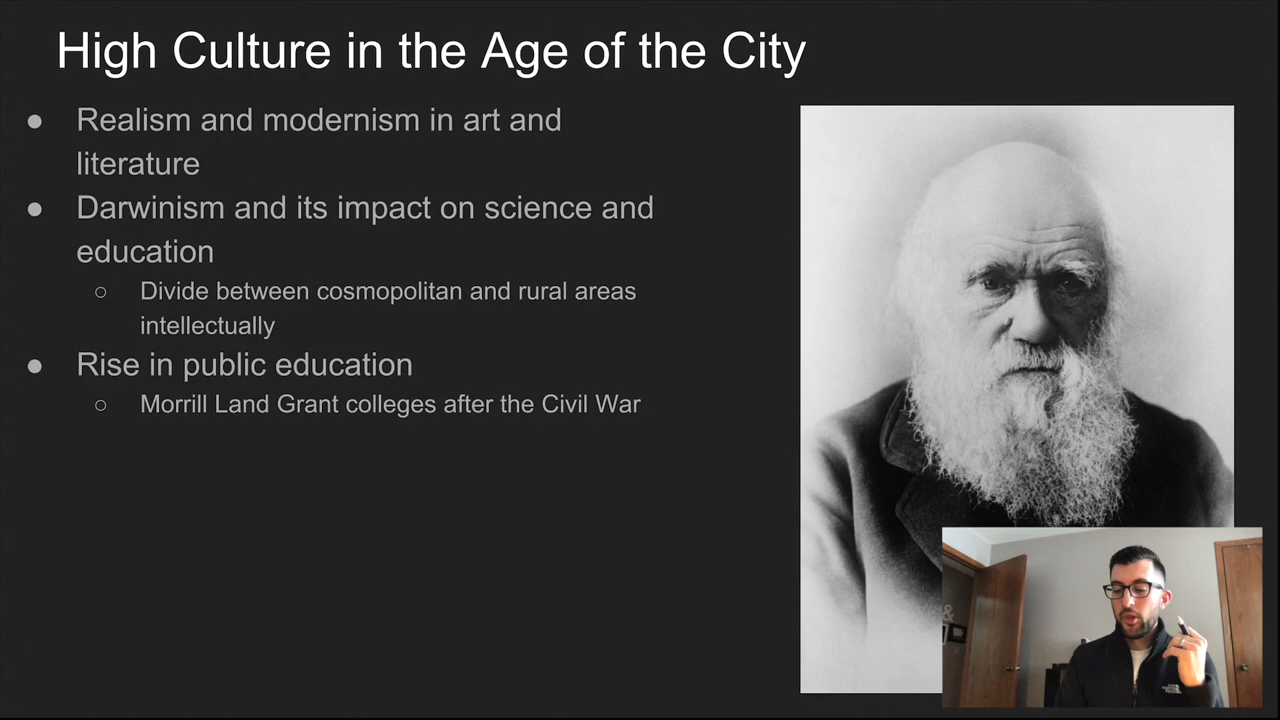 High Culture in the Age of the City
● Realism and modernism in art and
literature
● Darwinism and its impact on science and
education
○ Divide between cosmopolitan and rural areas
intellectually
● Rise in public education
○ Morrill Land Grant colleges after the Civil War
&